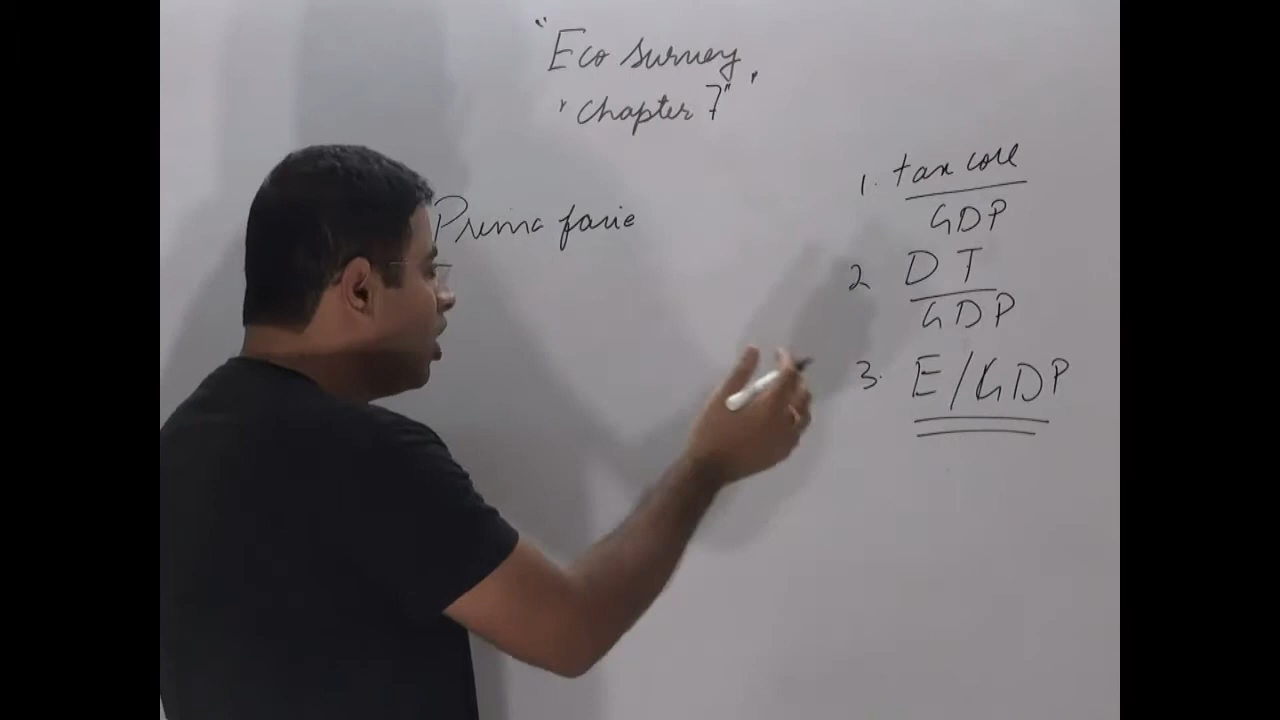 "Eco survey,
"Chapter 7"
Prima facie
1. tax coll
GDP
2 DT
GDP
3. E/GDP